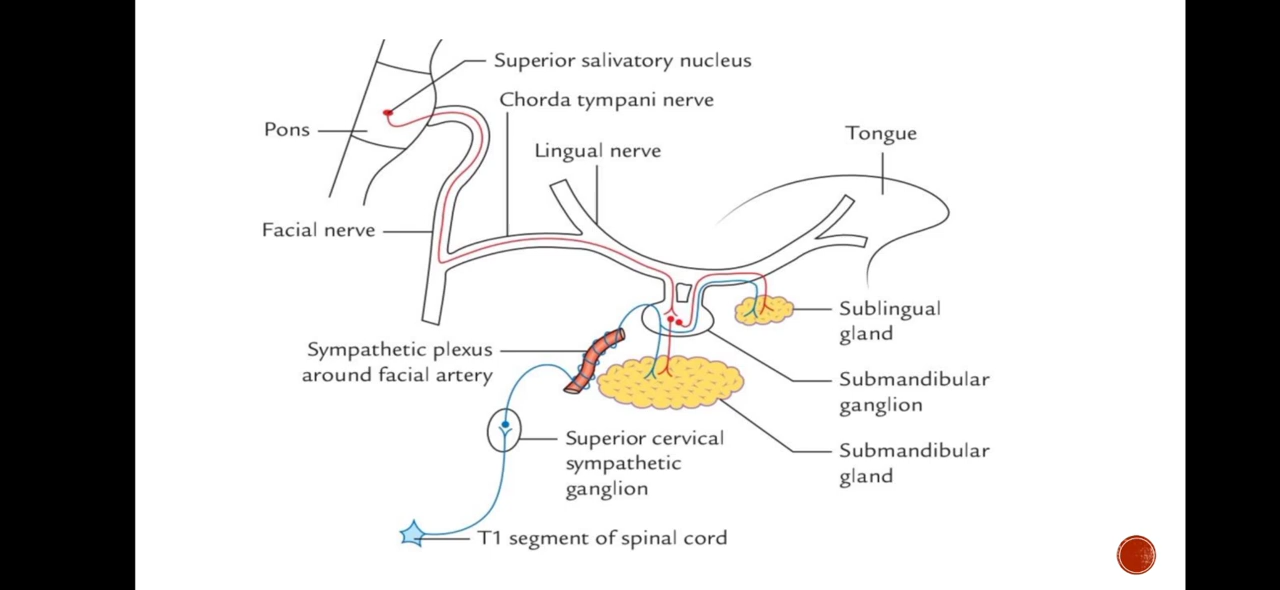 Superior salivatory nucleus
Chorda tympani nerve
Pons
Tongue
Lingual nerve
Facial nerve
Sublingual
gland
Sympathetic plexus
around facial artery
Submandibular
ganglion
Superior cervical
sympathetic
ganglion
Submandibular
gland
T1 segment of spinal cord